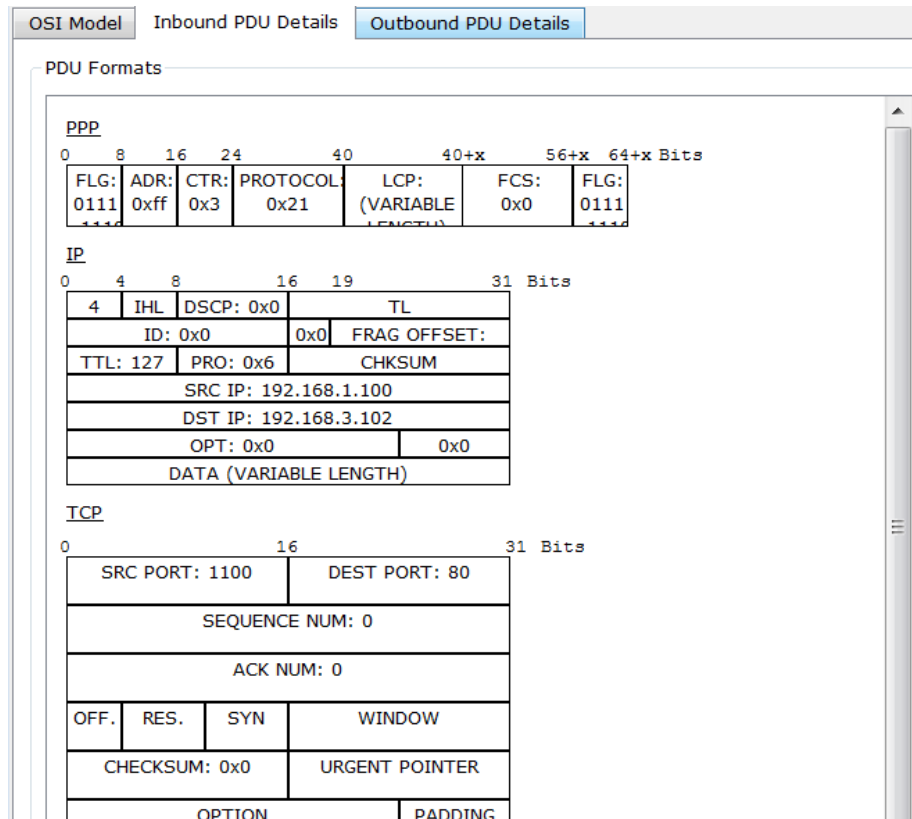 OSI Model Inbound PDU Details Outbound PDU Details
PDU Formats
PPP
0 8 16 24 40 40+x 56+x 64+x Bits
FLG: ADR: CTR: PROTOCOL: LCP: FCS: FLG:
0111 0xff 0x3 0x21 (VARIABLE 0x0 0111
1110 LENGTH) 1110
IP
0 4 8 16 19 31 Bits
4 IHL DSCP: 0x0 TL
ID: 0x0 0x0 FRAG OFFSET:
TTL: 127 PRO: 0x6 CHKSUM
SRC IP: 192.168.1.100
DST IP: 192.168.3.102
OPT: 0x0 0x0
DATA (VARIABLE LENGTH)
TCP
0 16 31 Bits
SRC PORT: 1100 DEST PORT: 80
SEQUENCE NUM: 0
ACK NUM: 0
OFF. RES. SYN WINDOW
CHECKSUM: 0x0 URGENT POINTER
OPTION PADDING